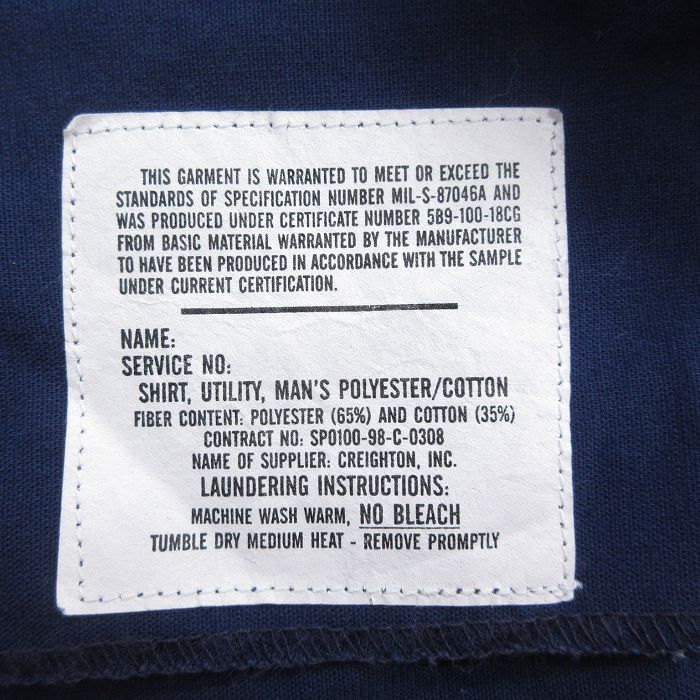 THIS GARMENT IS WARRANTED TO MEET OR EXCEED THE
STANDARDS OF SPECIFICATION NUMBER MIL-S-87046A AND
WAS PRODUCED UNDER CERTIFICATE NUMBER 5B9-100-18CG
FROM BASIC MATERIAL WARRANTED BY THE MANUFACTURER
TO HAVE BEEN PRODUCED IN ACCORDANCE WITH THE SAMPLE
UNDER CURRENT CERTIFICATION.
NAME:
SERVICE NO:
SHIRT, UTILITY, MAN'S POLYESTER/COTTON
FIBER CONTENT: POLYESTER (65%) AND COTTON (35%)
CONTRACT NO: SPO100-98-C-0308
NAME OF SUPPLIER: CREIGHTON, INC.
LAUNDERING INSTRUCTIONS:
MACHINE WASH WARM, NO BLEACH
TUMBLE DRY MEDIUM HEAT - REMOVE PROMPTLY